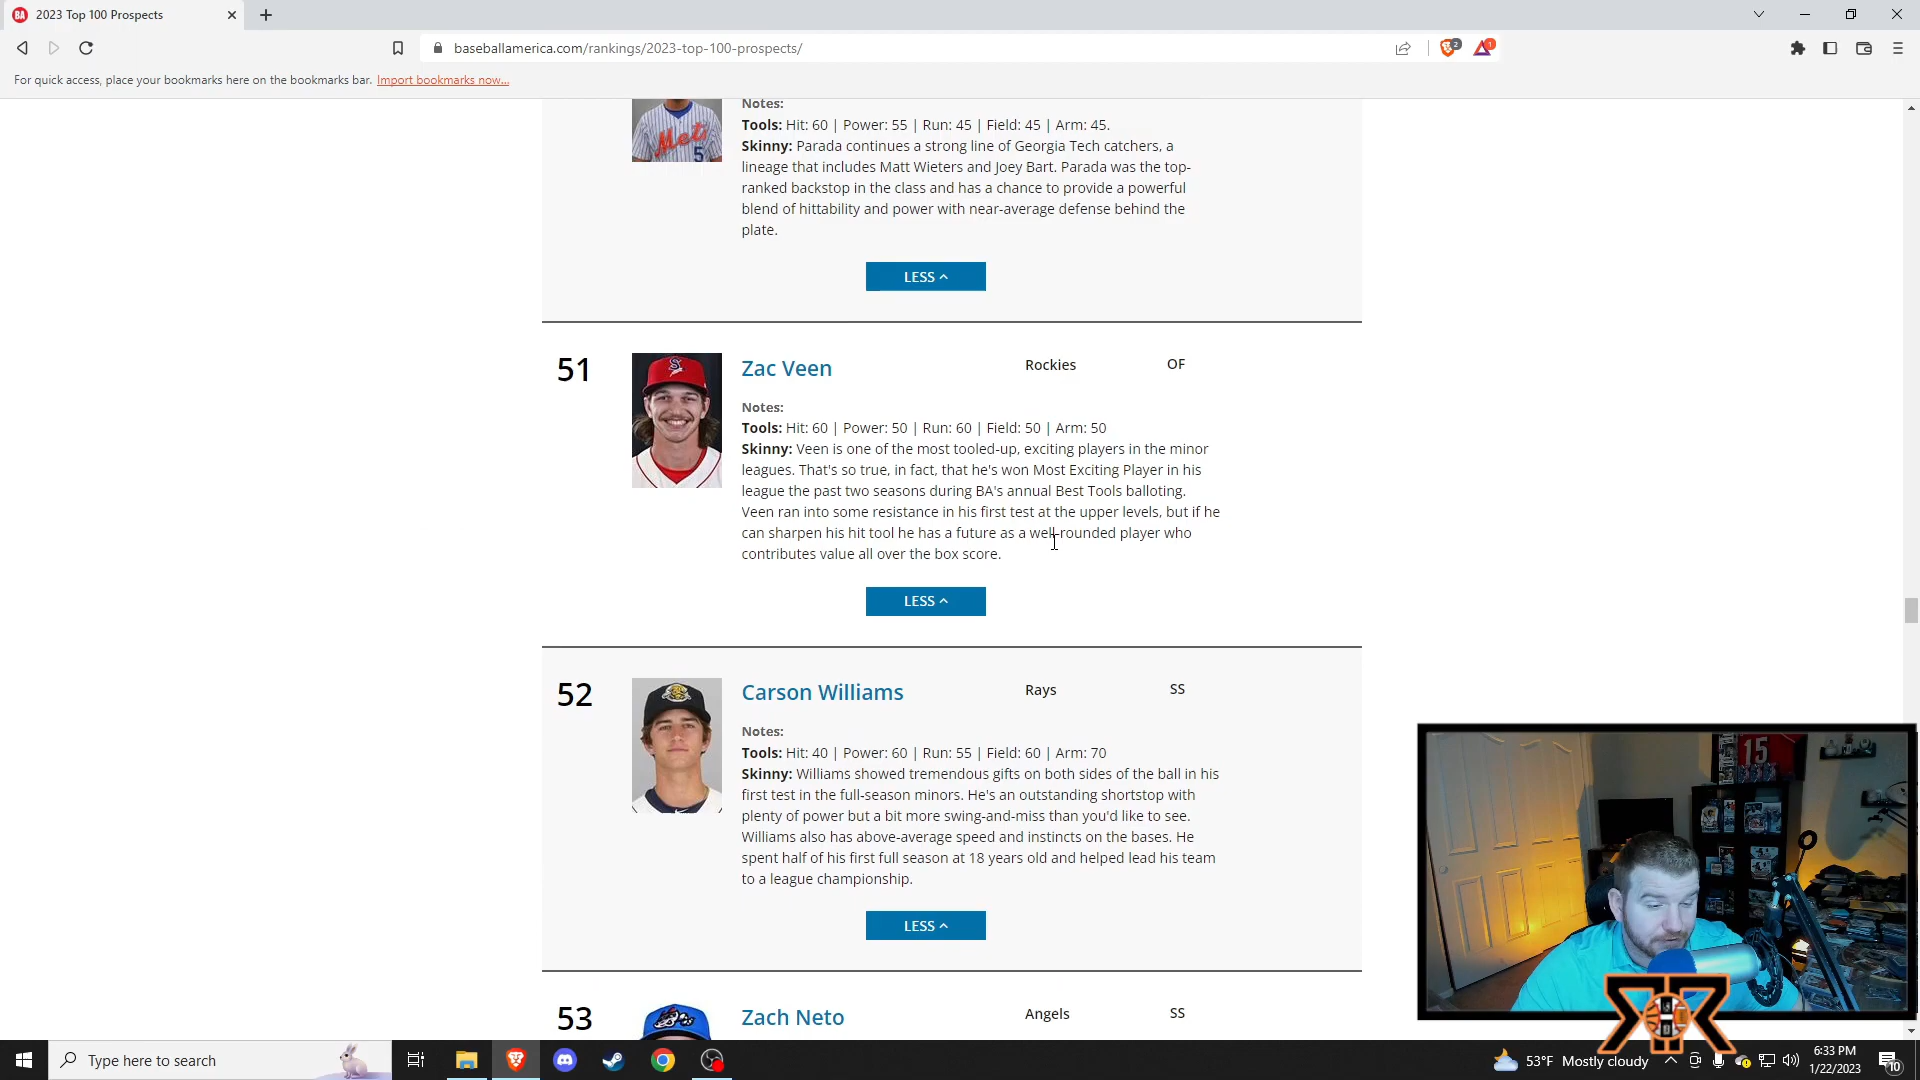 2023 Top 100 Prospects
baseballamerica.com/rankings/2023-top-100-prospects/
2
1
For quick access, place your bookmarks here on the bookmarks bar. Import bookmarks now...
Mets
5
Notes:
Tools: Hit: 60 | Power: 55 | Run: 45 | Field: 45 | Arm: 45.
Skinny: Parada continues a strong line of Georgia Tech catchers, a
lineage that includes Matt Wieters and Joey Bart. Parada was the top-
ranked backstop in the class and has a chance to provide a powerful
blend of hittability and power with near-average defense behind the
plate.
LESS
51
Zac Veen
Rockies
OF
Notes:
Tools: Hit: 60 | Power: 50 | Run: 60 | Field: 50 | Arm: 50
Skinny: Veen is one of the most tooled-up, exciting players in the minor
leagues. That's so true, in fact, that he's won Most Exciting Player in his
league the past two seasons during BA's annual Best Tools balloting.
Veen ran into some resistance in his first test at the upper levels, but if he
can sharpen his hit tool he has a future as a well-rounded player who
contributes value all over the box score.
LESS
52
Carson Williams
Rays
SS
Notes:
Tools: Hit: 40 | Power: 60 | Run: 55 | Field: 60 | Arm: 70
Skinny: Williams showed tremendous gifts on both sides of the ball in his
first test in the full-season minors. He's an outstanding shortstop with
plenty of power but a bit more swing-and-miss than you'd like to see.
Williams also has above-average speed and instincts on the bases. He
spent half of his first full season at 18 years old and helped lead his team
to a league championship.
LESS
53
Zach Neto
Angels
SS
15
Type here to search
53°F Mostly cloudy
6:33 PM
1/22/2023
10